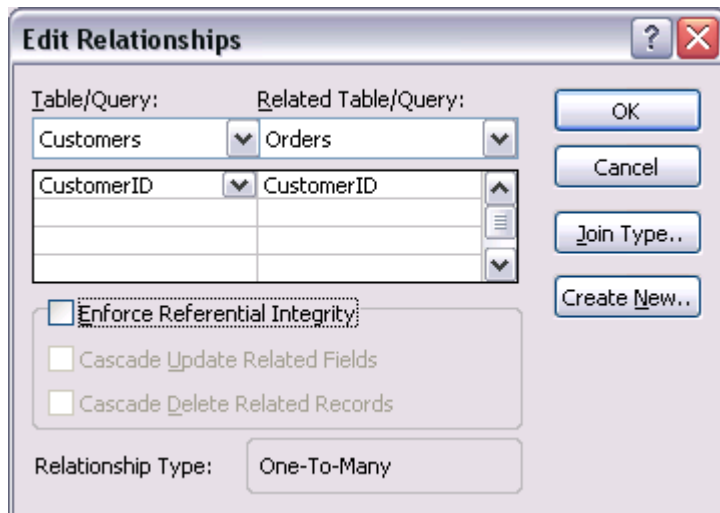 Edit Relationships
?
Table/Query: Related Table/Query:
Customers Orders
CustomerID CustomerID
Enforce Referential Integrity
Cascade Update Related Fields
Cascade Delete Related Records
Relationship Type: One-To-Many
OK
Cancel
Join Type..
Create New..